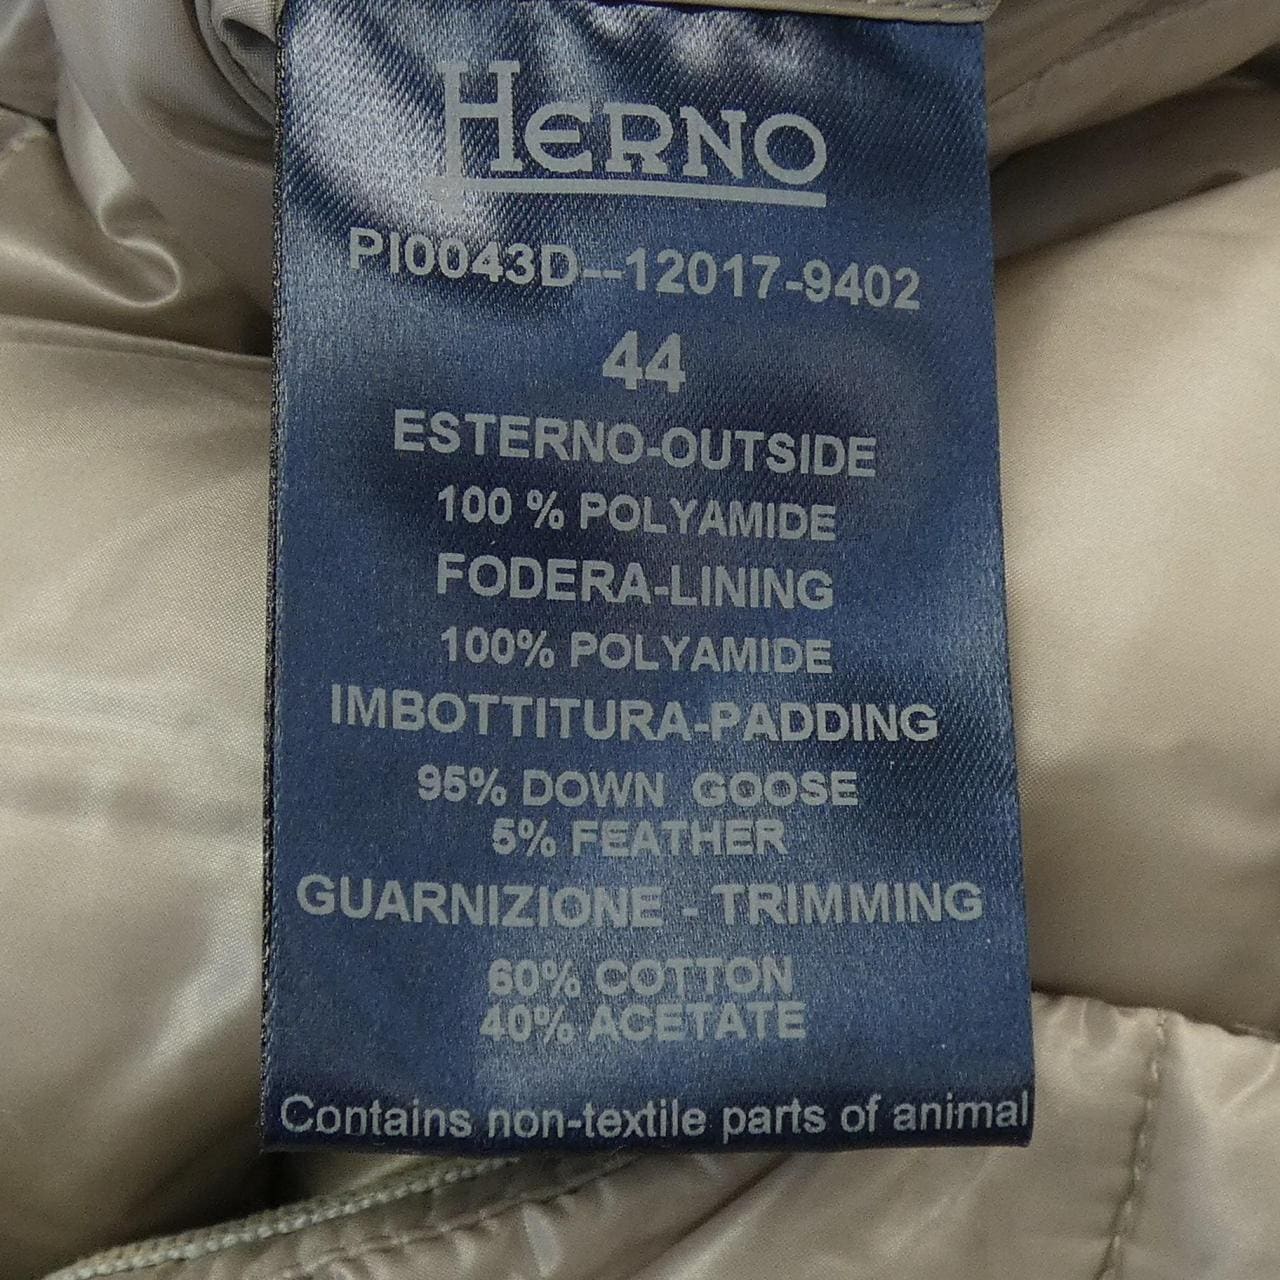 HERNO
PI0043D--12017-9402
44
ESTERNO-OUTSIDE
100 % POLYAMIDE
FODERA-LINING
100% POLYAMIDE
IMBOTTITURA-PADDING
95% DOWN GOOSE
5% FEATHER
GUARNIZIONE - TRIMMING
60% COTTON
40% ACETATE
Contains non-textile parts of animal